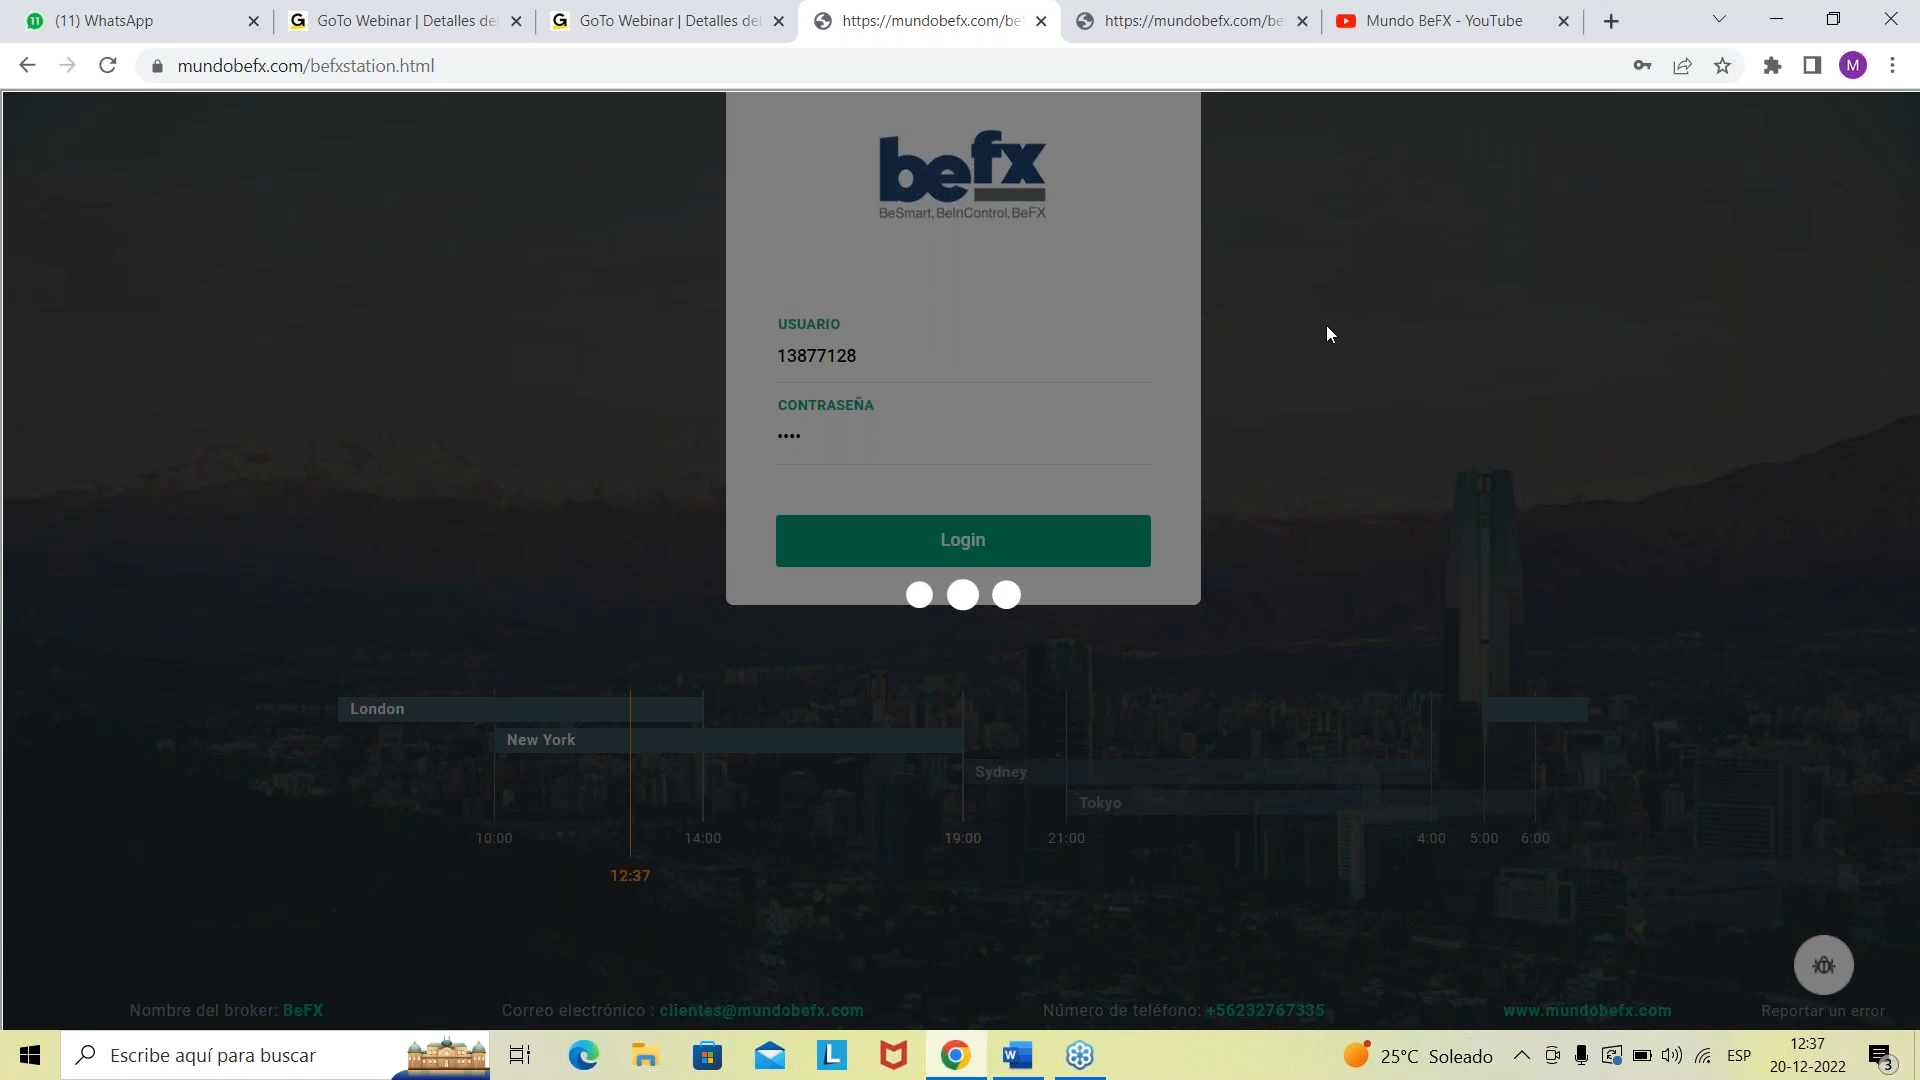 11
(11) WhatsApp
GoTo Webinar | Detalles del
GoTo Webinar | Detalles del
https://mundobefx.com/be
https://mundobefx.com/be
Mundo BeFX - YouTube
mundobefx.com/befxstation.html
M
befx
BeSmart, BeInControl, BeFX
USUARIO
13877128
CONTRASEÑA
••••
Login
London
New York
Sydney
Tokyo
10:00
14:00
19:00
21:00
4:00
5:00
6:00
12:37
Nombre del broker: BeFX
Correo electrónico : clientes@mundobefx.com
Número de teléfono: +56232767335
www.mundobefx.com
Reportar un error
Escribe aquí para buscar
25°C Soleado
ESP
12:37
20-12-2022
3